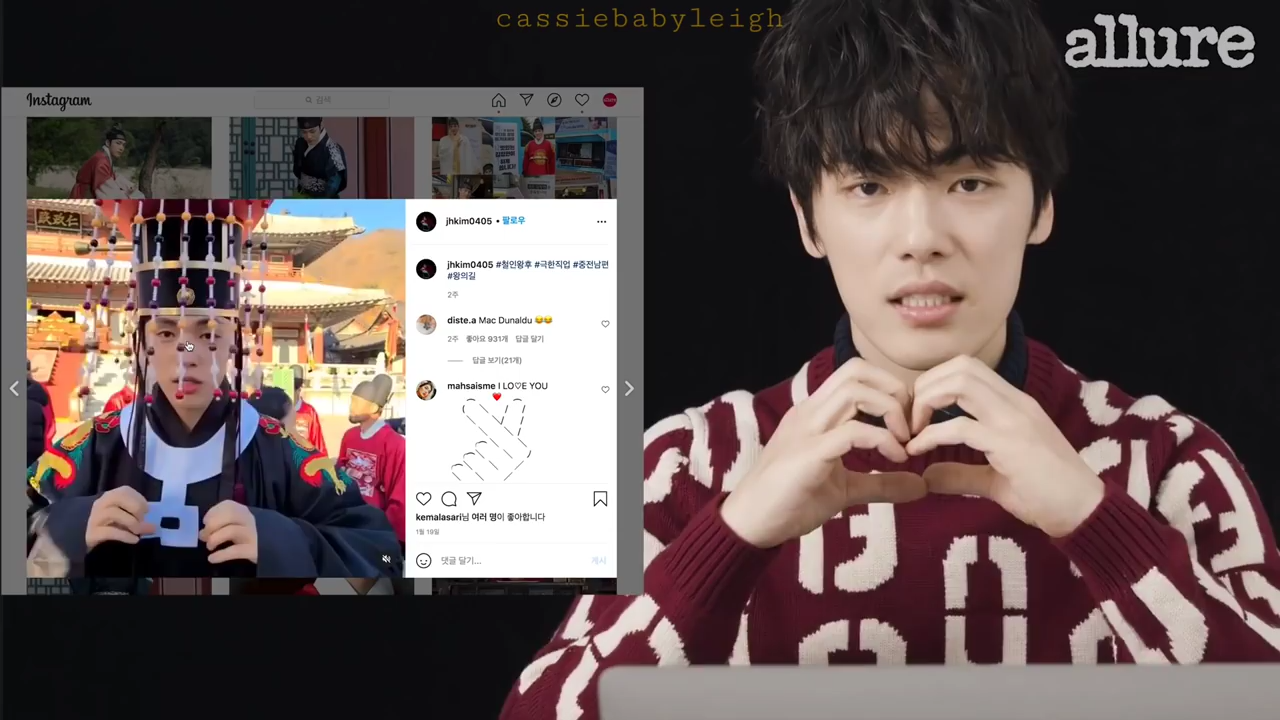 cassiebabyleigh
allure
Instagram
검색
jhkim0405 • 팔로우
jhkim0405 #철인왕후 #극한직업 #중전남편
#왕의길
2주
diste.a Mac Dunaldu 😂😂
2주 좋아요 931개 답글 달기
답글 보기(21개)
mahsaisme I LO♡E YOU
❤️
kemalasari님 여러 명이 좋아합니다
1월 19일
댓글 달기...
게시